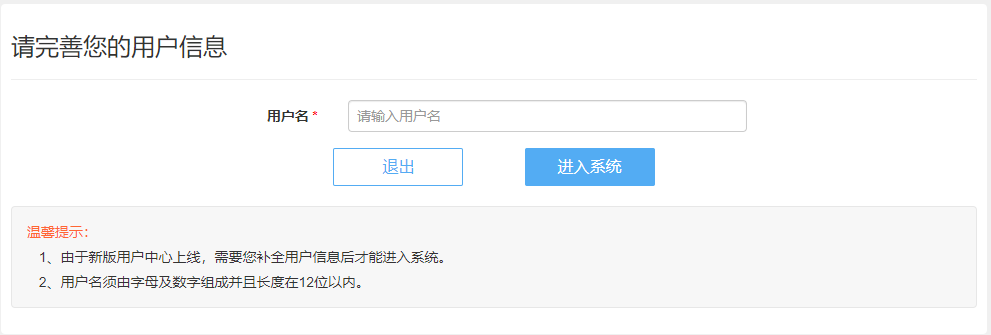 请完善您的用户信息
用户名 *
请输入用户名
退出
进入系统
温馨提示：
1、由于新版用户中心上线，需要您补全用户信息后才能进入系统。
2、用户名须由字母及数字组成并且长度在12位以内。